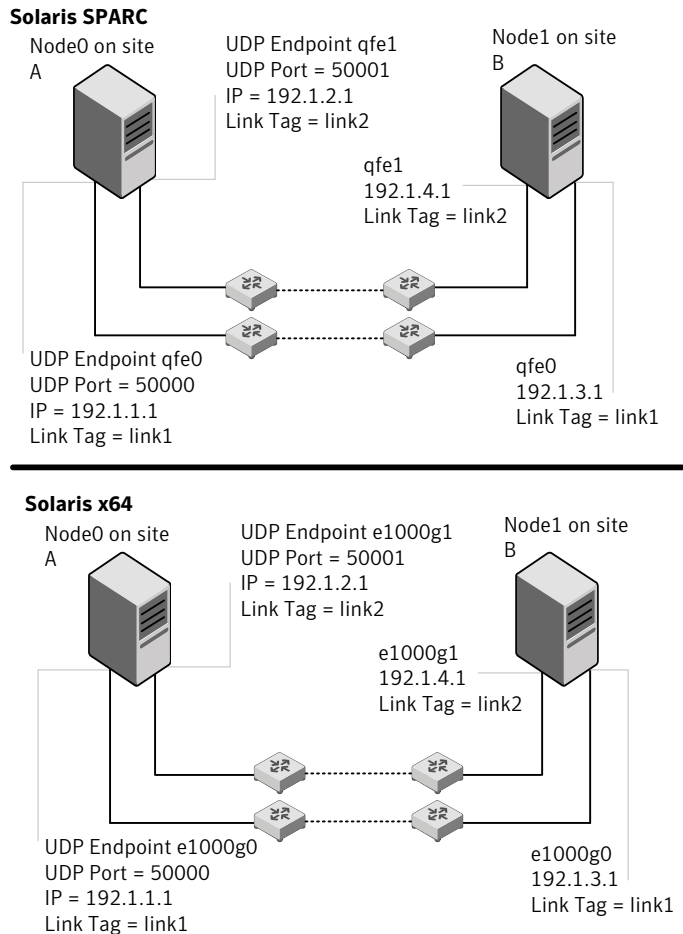 Solaris SPARC
Node0 on site
A
UDP Endpoint qfe1
UDP Port = 50001
IP = 192.1.2.1
Link Tag = link2
Node1 on site
B
qfe1
192.1.4.1
Link Tag = link2
UDP Endpoint qfe0
UDP Port = 50000
IP = 192.1.1.1
Link Tag = link1
qfe0
192.1.3.1
Link Tag = link1
Solaris x64
Node0 on site
A
UDP Endpoint e1000g1
UDP Port = 50001
IP = 192.1.2.1
Link Tag = link2
Node1 on site
B
e1000g1
192.1.4.1
Link Tag = link2
UDP Endpoint e1000g0
UDP Port = 50000
IP = 192.1.1.1
Link Tag = link1
e1000g0
192.1.3.1
Link Tag = link1